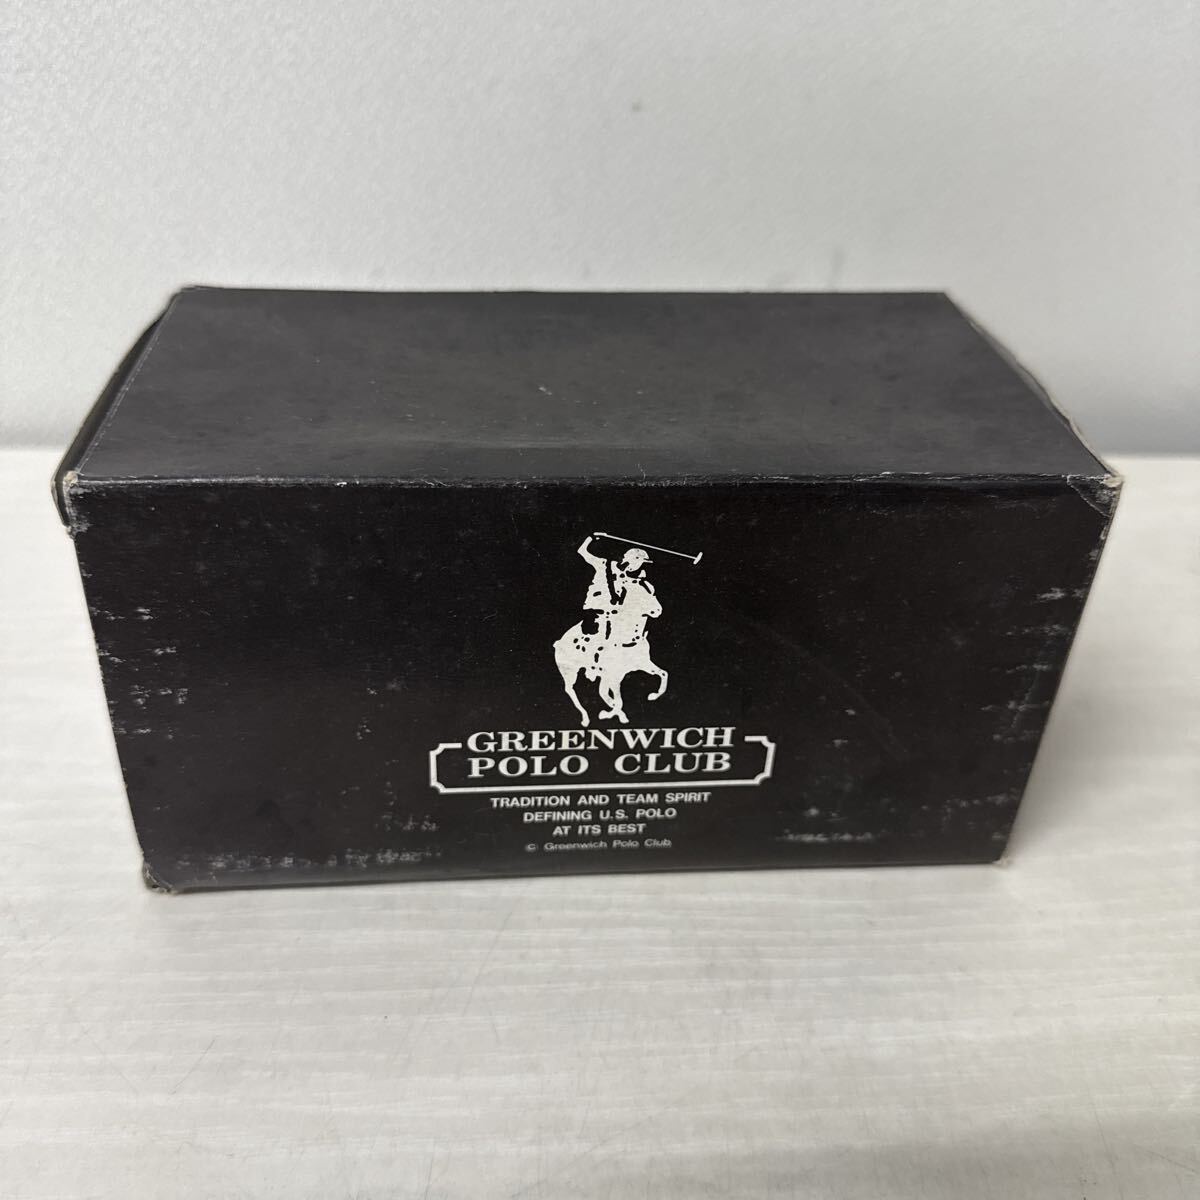 GREENWICH
POLO CLUB
TRADITION AND TEAM SPIRIT
DEFINING U.S. POLO
AT ITS BEST
© Greenwich Polo Club